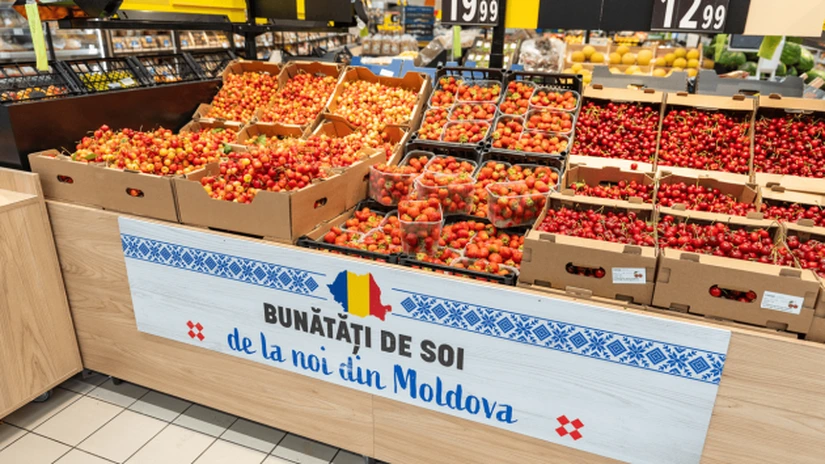 19.99
12.99
BUNĂTĂȚI DE SOI
de la noi din Moldova